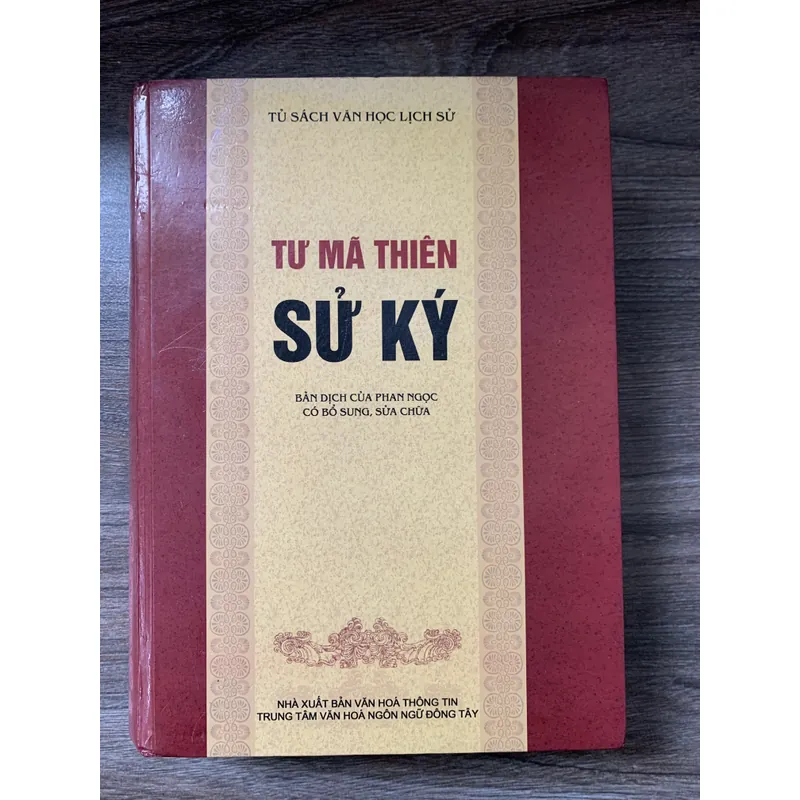 TỦ SÁCH VĂN HỌC LỊCH SỬ
TƯ MÃ THIÊN
SỬ KÝ
BẢN DỊCH CỦA PHAN NGỌC
CÓ BỔ SUNG, SỬA CHỮA
NHÀ XUẤT BẢN VĂN HOÁ THÔNG TIN
TRUNG TÂM VĂN HOÁ NGÔN NGỮ ĐÔNG TÂY